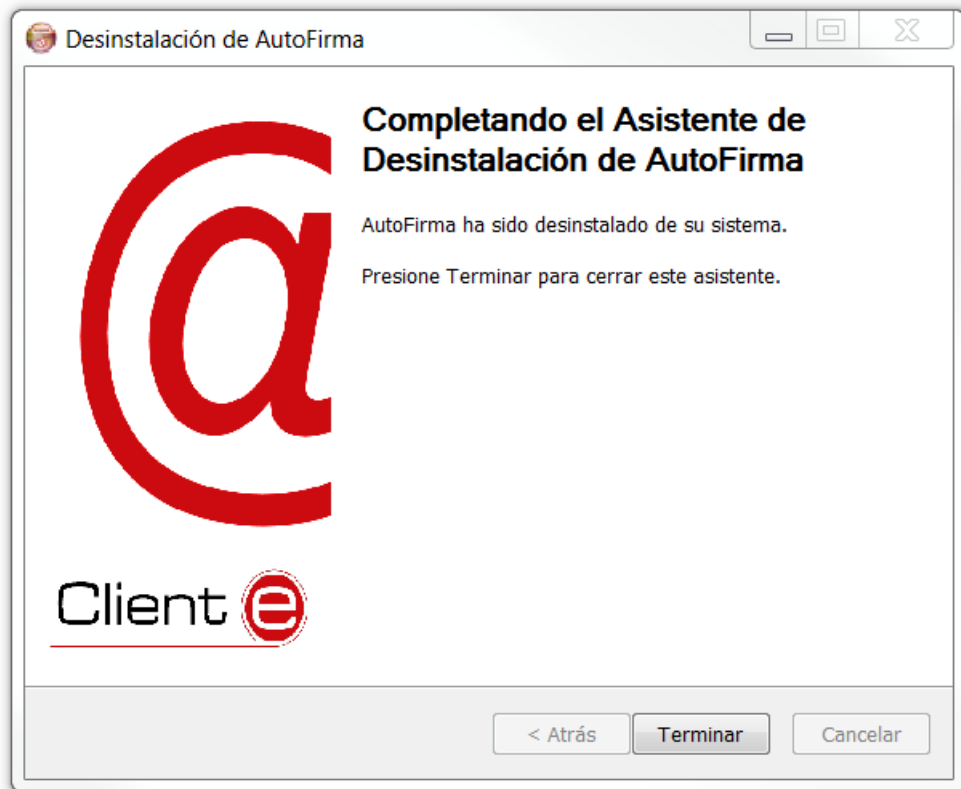 Desinstalación de AutoFirma
Completando el Asistente de
Desinstalación de AutoFirma
AutoFirma ha sido desinstalado de su sistema.
Presione Terminar para cerrar este asistente.
@
Client e
< Atrás
Terminar
Cancelar